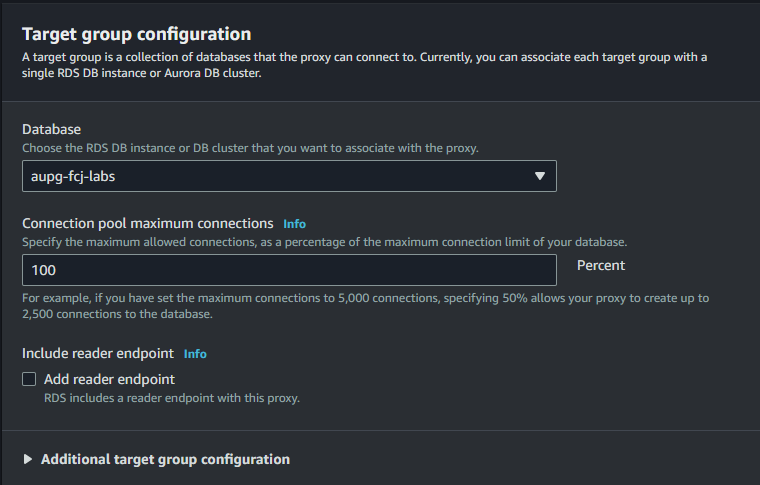 Target group configuration
A target group is a collection of databases that the proxy can connect to. Currently, you can associate each target group with a
single RDS DB instance or Aurora DB cluster.
Database
Choose the RDS DB instance or DB cluster that you want to associate with the proxy.
aupg-fcj-labs
Connection pool maximum connections Info
Specify the maximum allowed connections, as a percentage of the maximum connection limit of your database.
100
Percent
For example, if you have set the maximum connections to 5,000 connections, specifying 50% allows your proxy to create up to
2,500 connections to the database.
Include reader endpoint Info
Add reader endpoint
RDS includes a reader endpoint with this proxy.
Additional target group configuration